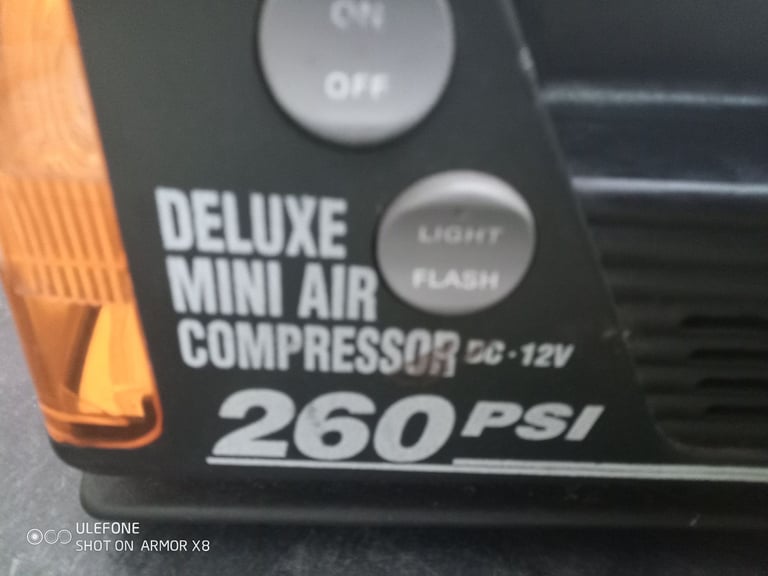 ON
OFF
LIGHT
FLASH
DELUXE
MINI AIR
COMPRESSOR DC·12V
260 PSI
ULEFONE
SHOT ON ARMOR X8